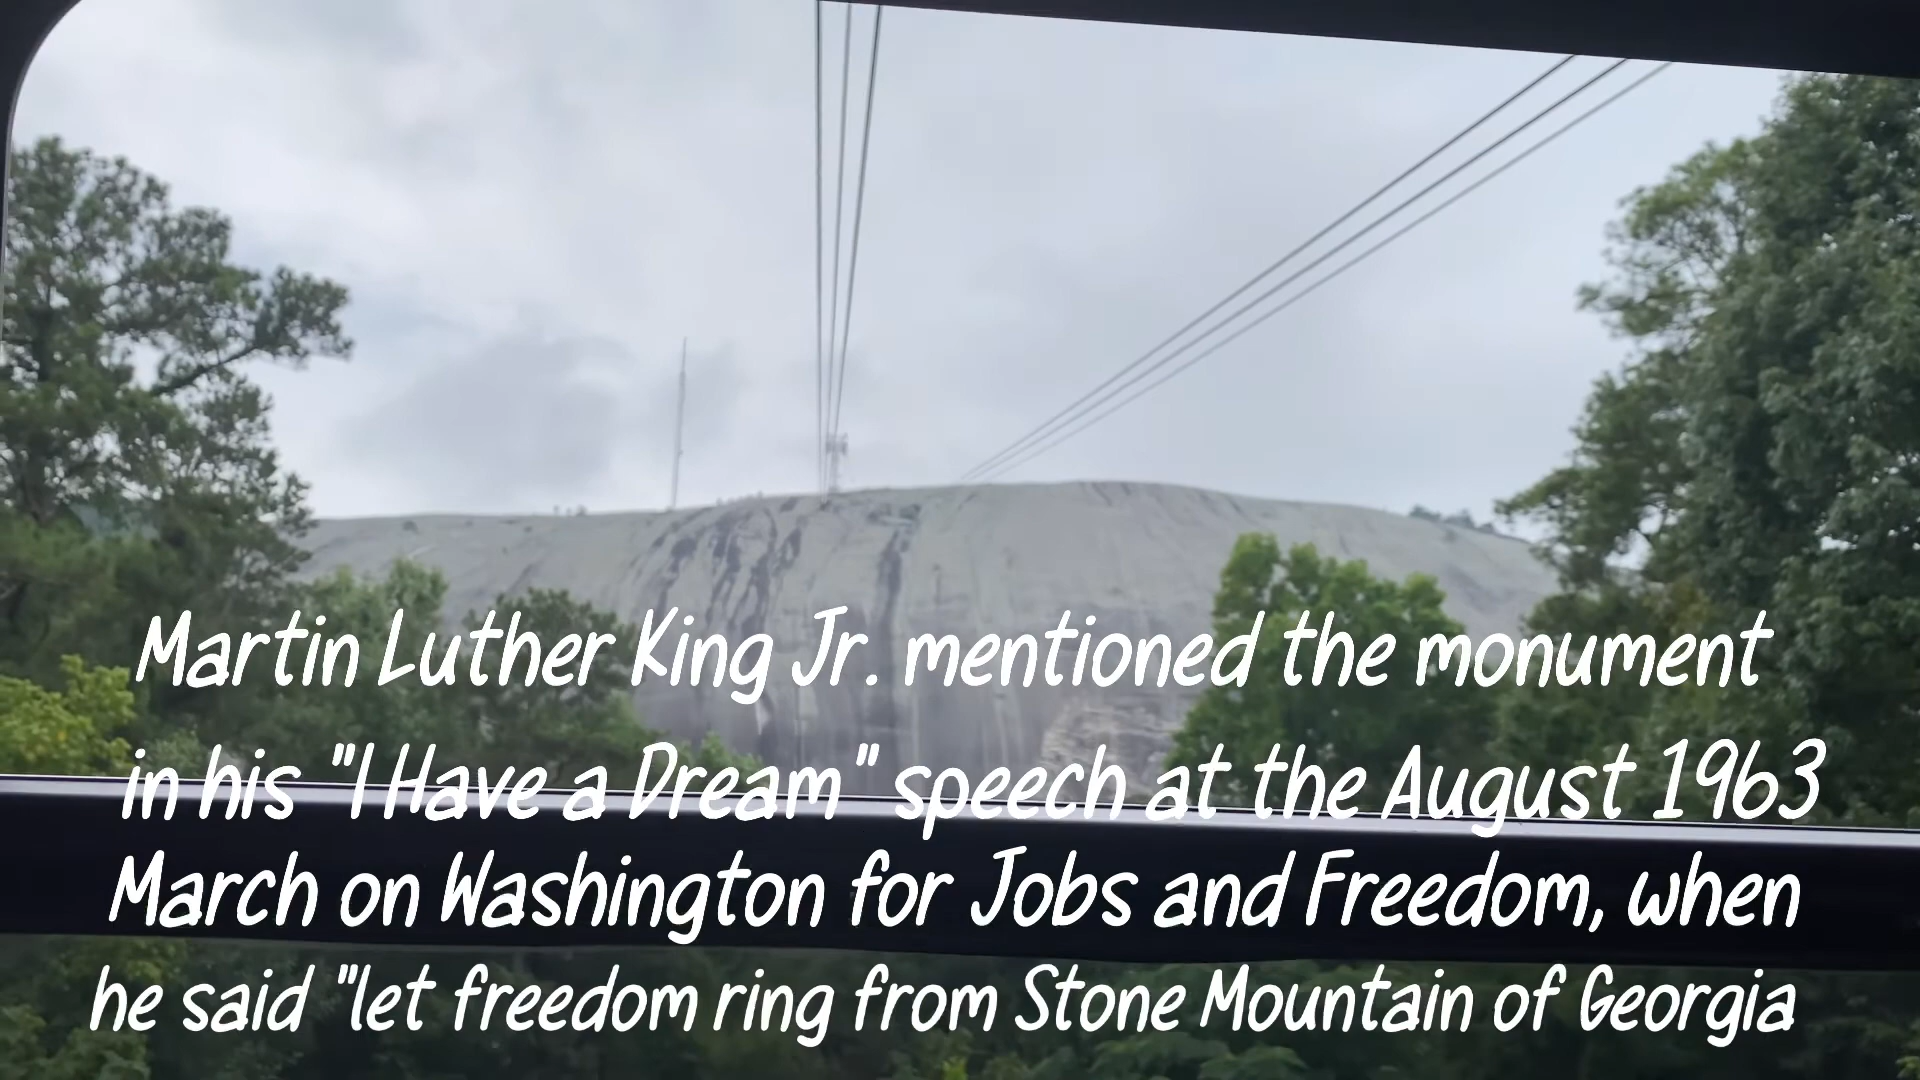 Martin Luther King Jr. mentioned the monument
in his "I Have a Dream" speech at the August 1963
March on Washington for Jobs and Freedom, when
he said "let freedom ring from Stone Mountain of Georgia